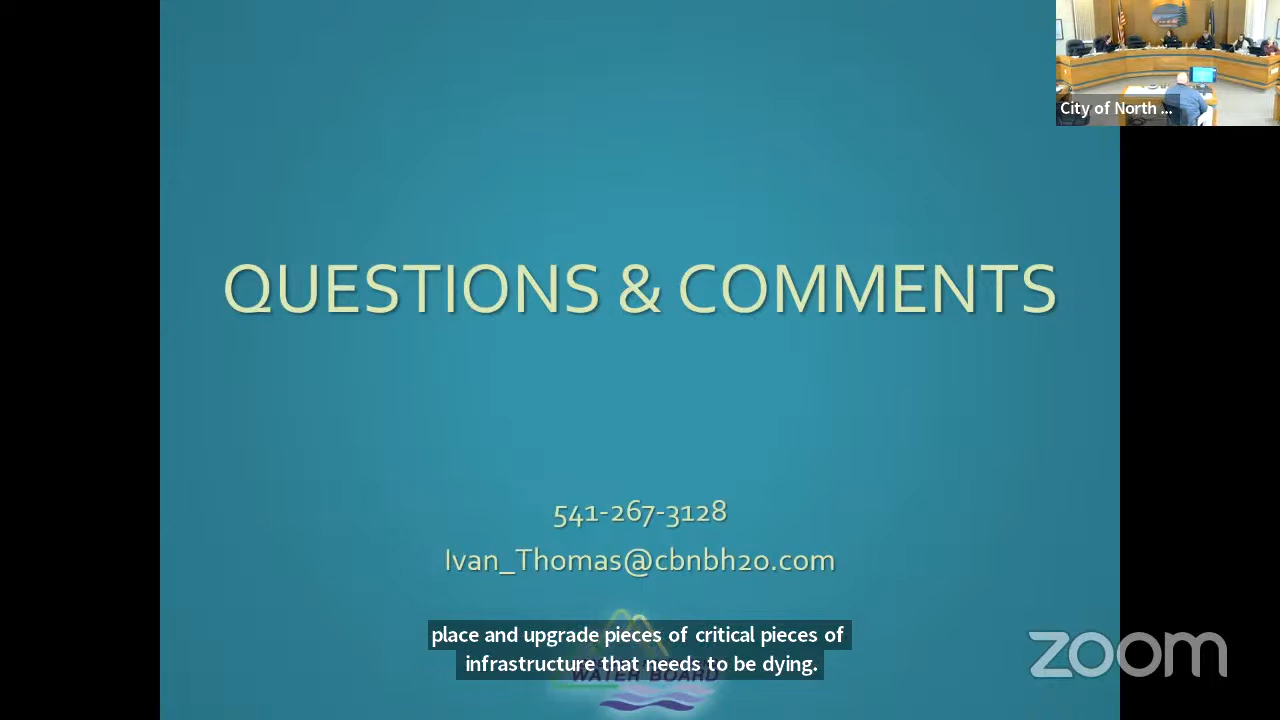 City of North ...
QUESTIONS & COMMENTS
541-267-3128
Ivan_Thomas@cbnbh2o.com
place and upgrade pieces of critical pieces of
infrastructure that needs to be dying.
WATER BOARD
zoom